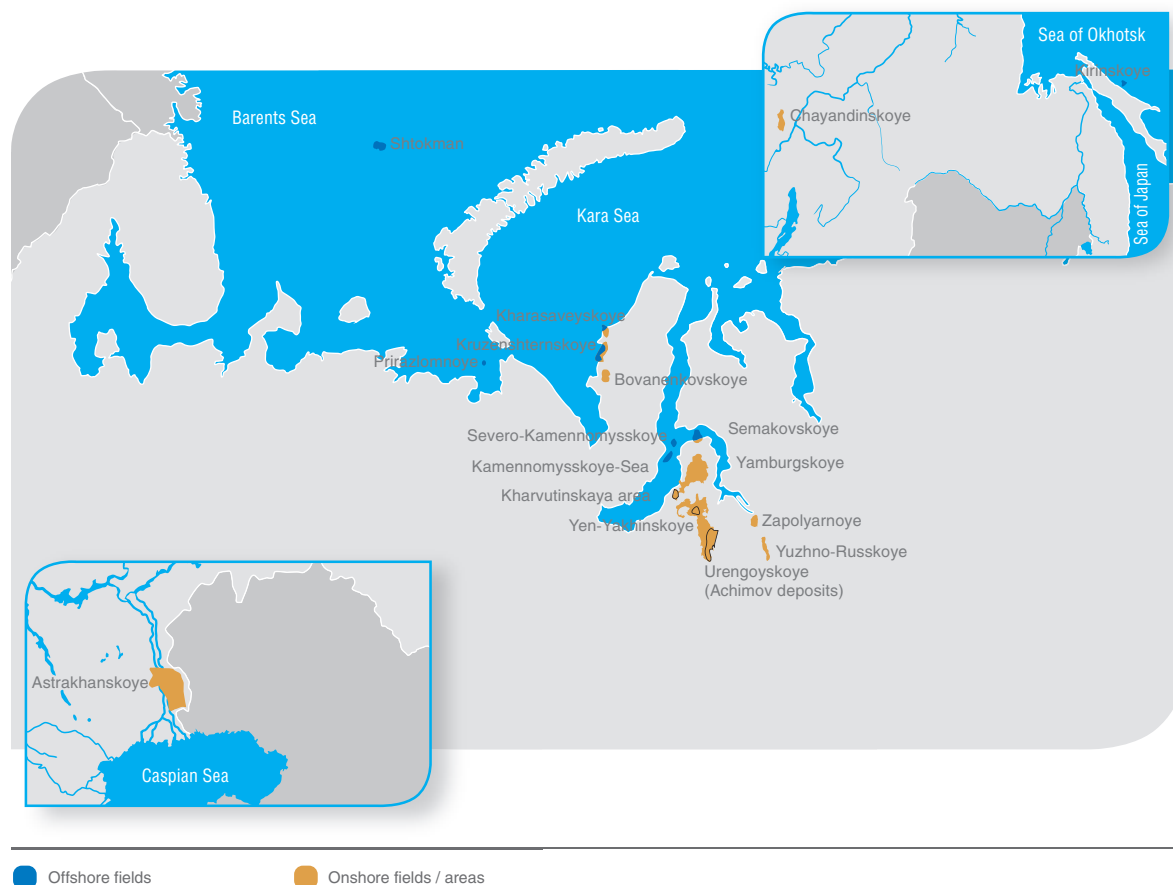 Sea of Okhotsk
Kirinskoye
Chayandinskoye
Sea of Japan
Barents Sea
Shtokman
Kara Sea
Kharasaveyskoye
Kruzenshternskoye
Prirazlomnoye
Bovanenkovskoye
Severo-Kamennomysskoye
Semakovskoye
Kamennomysskoye-Sea
Yamburgskoye
Kharvutinskaya area
Yen-Yakhinskoye
Zapolyarnoye
Yuzhno-Russkoye
Urengoyskoye
(Achimov deposits)
Astrakhanskoye
Caspian Sea
Offshore fields
Onshore fields / areas